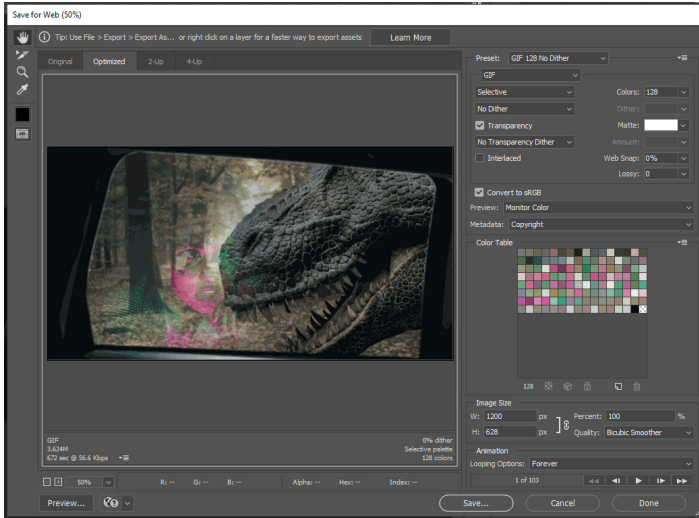 Save for Web (50%)
Tip: Use File > Export > Export As... or right click on a layer for a faster way to export assets
Learn More
Original
Optimized
2-Up
4-Up
Preset:
GIF 128 No Dither
GIF
Selective
Colors:
128
No Dither
Dither:
Transparency
Matte:
No Transparency Dither
Amount:
Interlaced
Web Snap:
0%
Lossy:
0
Convert to sRGB
Preview:
Monitor Color
Metadata:
Copyright
Color Table
128
Image Size
W:
1200
px
Percent:
100
%
H:
628
px
Quality:
Bicubic Smoother
Animation
Looping Options:
Forever
1 of 103
GIF
3.624M
672 sec @ 56.6 Kbps
0% dither
Selective palette
128 colors
50%
R: --
G: --
B: --
Alpha: --
Hex: --
Index: --
Preview...
Save...
Cancel
Done